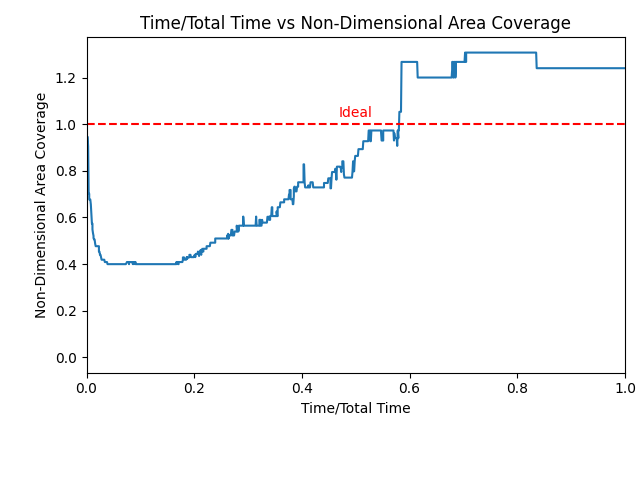 Time/Total Time vs Non-Dimensional Area Coverage
Non-Dimensional Area Coverage
1.2
1.0
0.8
0.6
0.4
0.2
0.0
Ideal
0.0 0.2 0.4 0.6 0.8 1.0
Time/Total Time